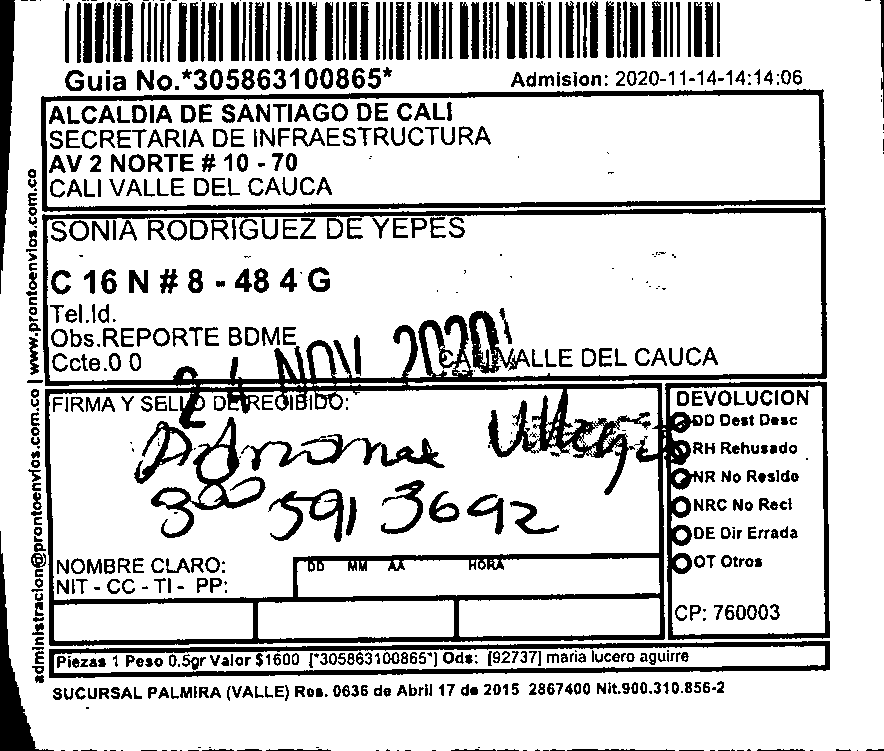 Guia No.*305863100865*
Admision: 2020-11-14-14:14:06
ALCALDIA DE SANTIAGO DE CALI
SECRETARIA DE INFRAESTRUCTURA
AV 2 NORTE # 10 - 70
CALI VALLE DEL CAUCA
SONIA RODRIGUEZ DE YEPES
C 16 N # 8 - 48 4 G
Tel.Id.
Obs.REPORTE BDME
Ccte.0 0
CALI VALLE DEL CAUCA
24 NOV 2020
FIRMA Y SELLO DE RECIBIDO:
Villegas
300 591 3692
NOMBRE CLARO:
NIT - CC - TI - PP:
DD MM AA HORA
DEVOLUCION
DD Dest Desc
RH Rehusado
NR No Resido
NRC No Recl
DE Dir Errada
OT Otros
CP: 760003
Piezas 1 Peso 0.5gr Valor $1600 [*305863100865*] Ods: [92737] maria lucero aguirre
SUCURSAL PALMIRA (VALLE) Res. 0636 de Abril 17 de 2015 2867400 Nit.900.310.856-2
administracion@prontoenvios.com.co | www.prontoenvios.com.co